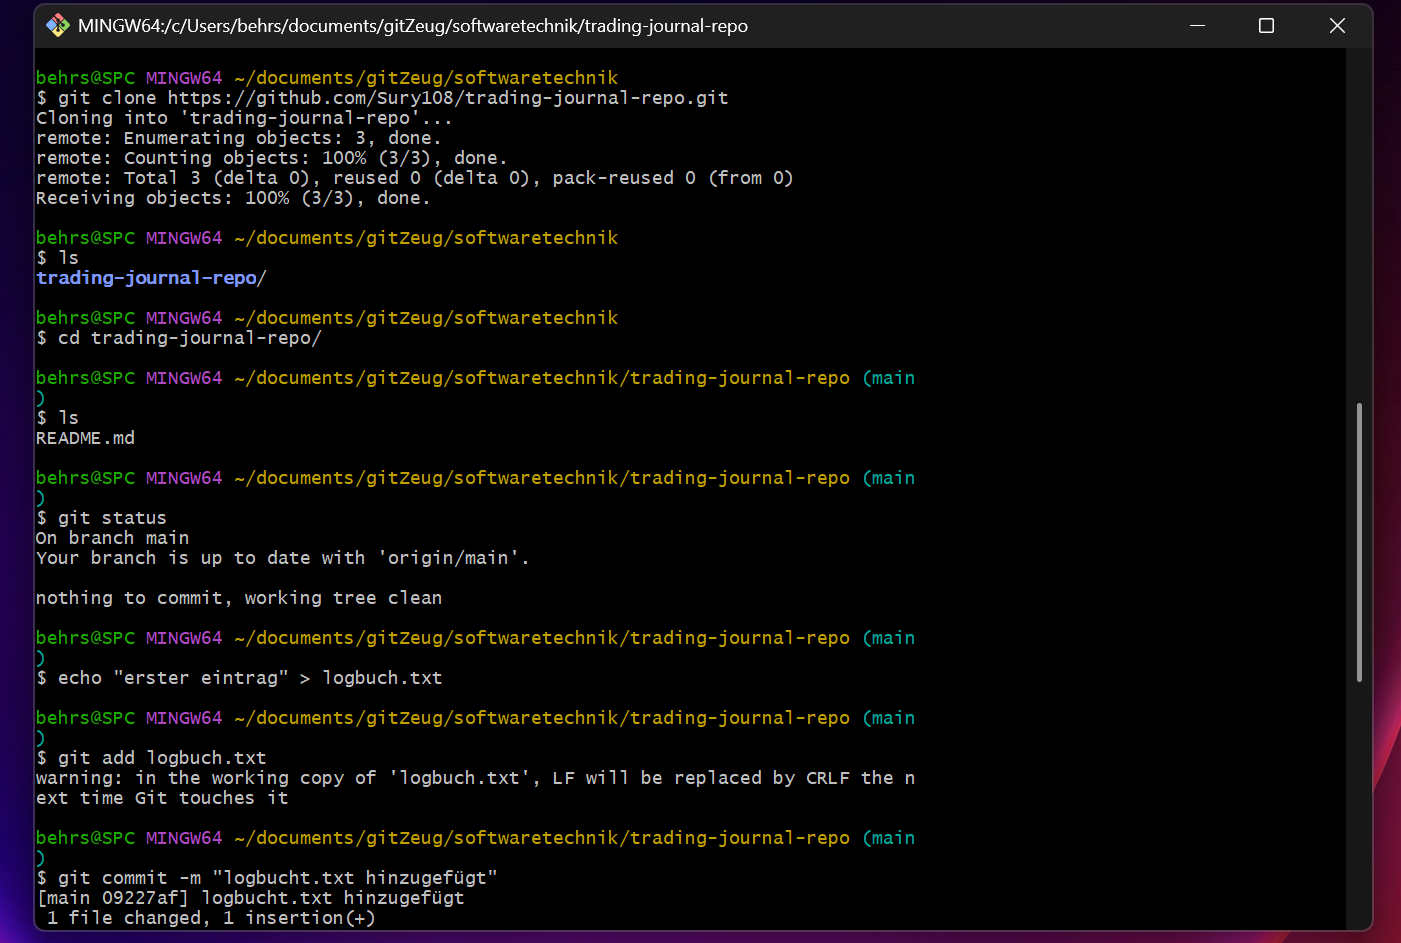 MINGW64:/c/Users/behrs/documents/gitZeug/softwaretechnik/trading-journal-repo
behrs@SPC MINGW64 ~/documents/gitZeug/softwaretechnik
$ git clone https://github.com/Sury108/trading-journal-repo.git
Cloning into 'trading-journal-repo'...
remote: Enumerating objects: 3, done.
remote: Counting objects: 100% (3/3), done.
remote: Total 3 (delta 0), reused 0 (delta 0), pack-reused 0 (from 0)
Receiving objects: 100% (3/3), done.
behrs@SPC MINGW64 ~/documents/gitZeug/softwaretechnik
$ ls
trading-journal-repo/
behrs@SPC MINGW64 ~/documents/gitZeug/softwaretechnik
$ cd trading-journal-repo/
behrs@SPC MINGW64 ~/documents/gitZeug/softwaretechnik/trading-journal-repo (main
)
$ ls
README.md
behrs@SPC MINGW64 ~/documents/gitZeug/softwaretechnik/trading-journal-repo (main
)
$ git status
On branch main
Your branch is up to date with 'origin/main'.
nothing to commit, working tree clean
behrs@SPC MINGW64 ~/documents/gitZeug/softwaretechnik/trading-journal-repo (main
)
$ echo "erster eintrag" > logbuch.txt
behrs@SPC MINGW64 ~/documents/gitZeug/softwaretechnik/trading-journal-repo (main
)
$ git add logbuch.txt
warning: in the working copy of 'logbuch.txt', LF will be replaced by CRLF the n
ext time Git touches it
behrs@SPC MINGW64 ~/documents/gitZeug/softwaretechnik/trading-journal-repo (main
)
$ git commit -m "logbucht.txt hinzugefügt"
[main 09227af] logbucht.txt hinzugefügt
 1 file changed, 1 insertion(+)